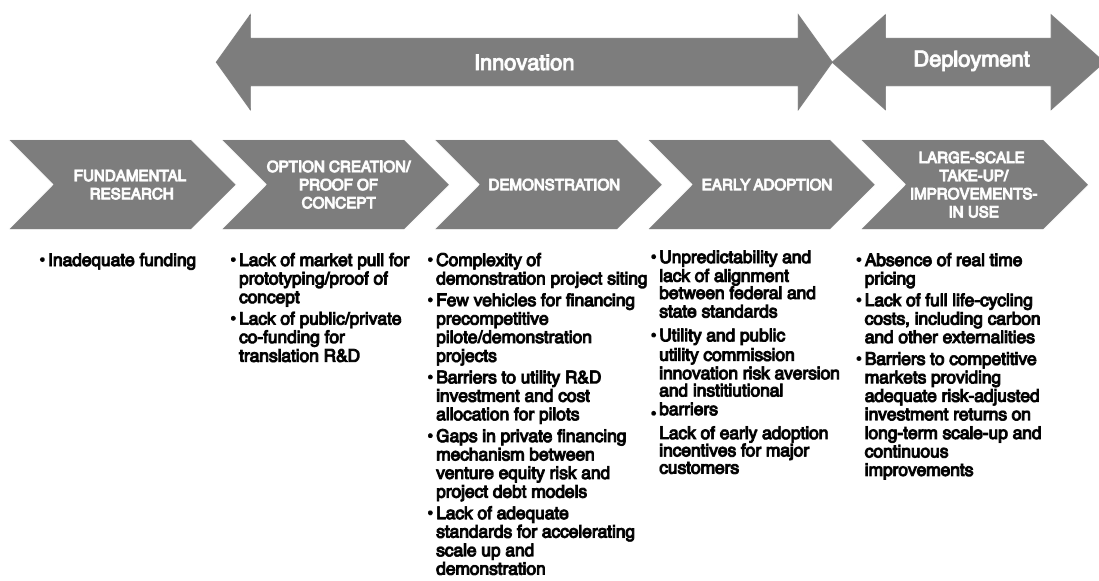 Innovation
Deployment
FUNDAMENTAL
RESEARCH
OPTION CREATION/
PROOF OF
CONCEPT
DEMONSTRATION
EARLY ADOPTION
LARGE-SCALE
TAKE-UP/
IMPROVEMENTS-
IN USE
• Inadequate funding
• Lack of market pull for
prototyping/proof of
concept
• Lack of public/private
co-funding for
translation R&D
• Complexity of
demonstration project siting
• Few vehicles for financing
precompetitive
pilote/demonstration
projects
• Barriers to utility R&D
investment and cost
allocation for pilots
• Gaps in private financing
mechanism between
venture equity risk and
project debt models
• Lack of adequate
standards for accelerating
scale up and
demonstration
• Unpredictability and
lack of alignment
between federal and
state standards
• Utility and public
utility commission
innovation risk aversion
and institiutional
barriers
•
Lack of early adoption
incentives for major
customers
• Absence of real time
pricing
• Lack of full life-cycling
costs, including carbon
and other externalities
• Barriers to competitive
markets providing
adequate risk-adjusted
investment returns on
long-term scale-up and
continuous
improvements